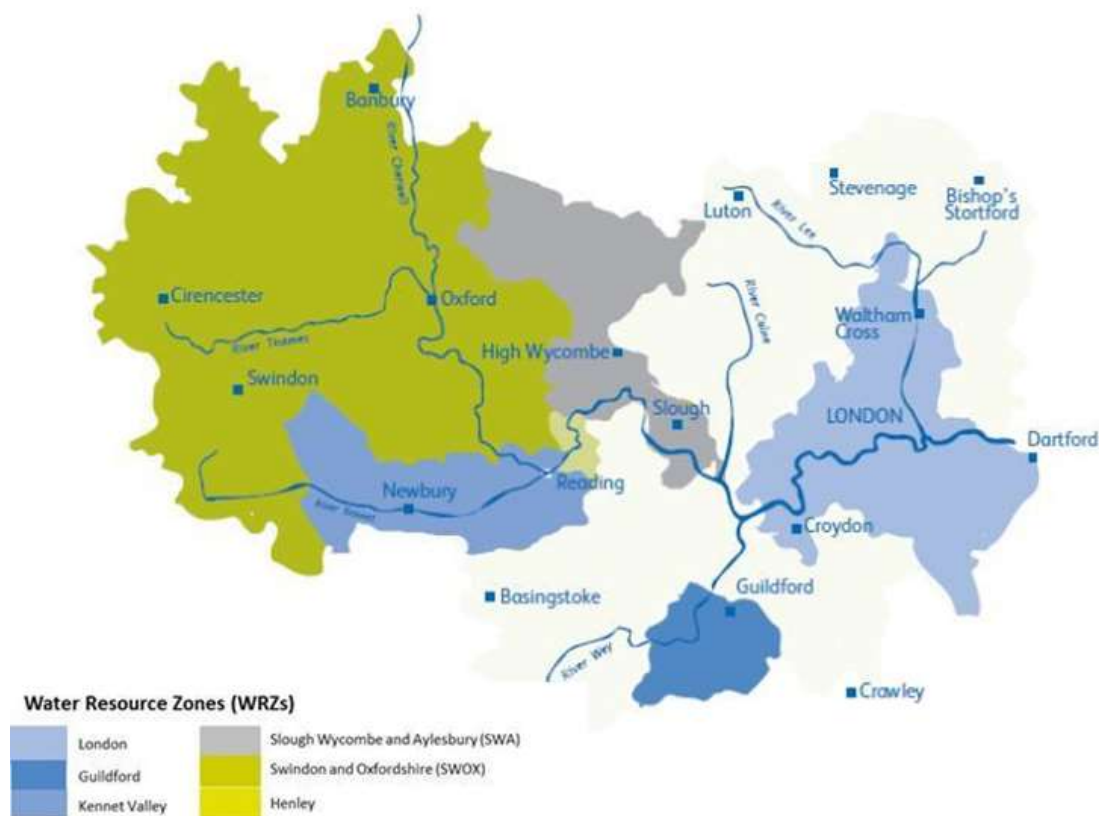 Banbury
River Cherwell
Stevenage
Bishop's
Stortford
Luton
River Lee
Cirencester
Oxford
River Colne
Waltham
Cross
River Thames
High Wycombe
Swindon
Slough
LONDON
Dartford
Newbury
Reading
River Kennet
Croydon
Basingstoke
Guildford
River Wey
Crawley
Water Resource Zones (WRZs)
London
Guildford
Kennet Valley
Slough Wycombe and Aylesbury (SWA)
Swindon and Oxfordshire (SWOX)
Henley